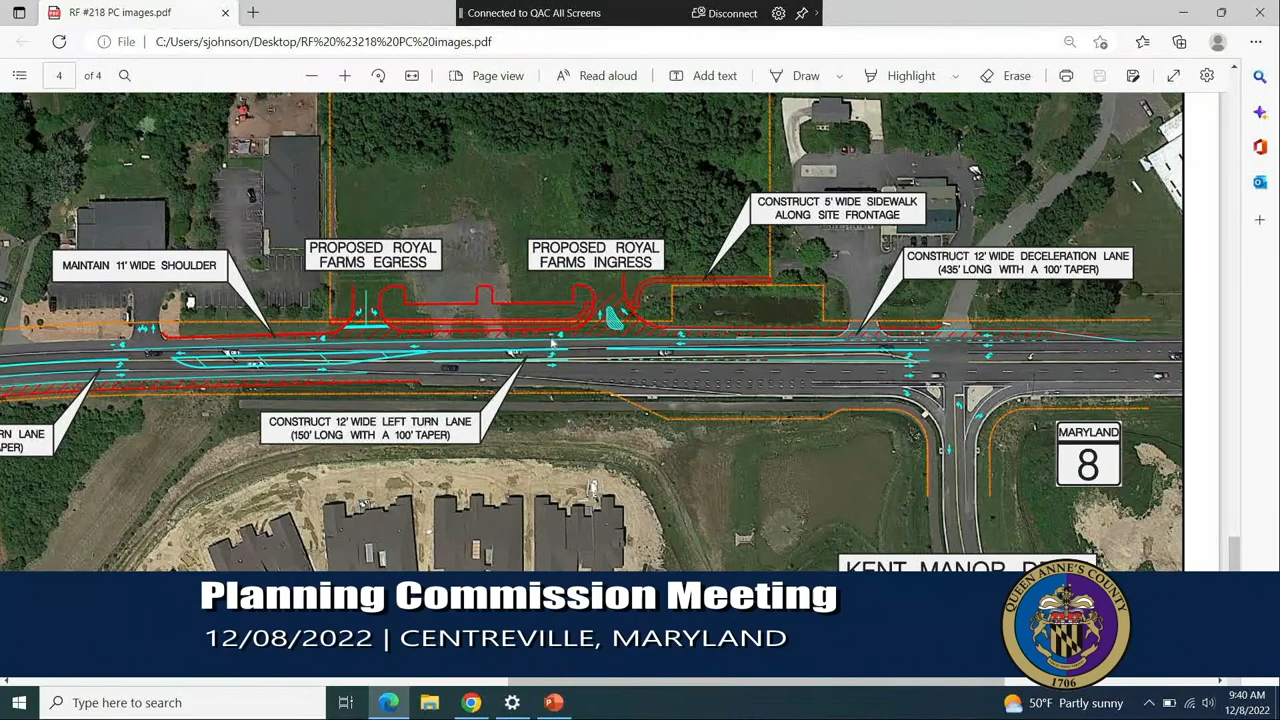 RF #218 PC images.pdf
Connected to QAC All Screens
Disconnect
File
C:/Users/sjohnson/Desktop/RF%20%23218%20PC%20images.pdf
4
of 4
Page view
Read aloud
Add text
Draw
Highlight
Erase
CONSTRUCT 5' WIDE SIDEWALK
ALONG SITE FRONTAGE
PROPOSED ROYAL
FARMS EGRESS
PROPOSED ROYAL
FARMS INGRESS
MAINTAIN 11' WIDE SHOULDER
CONSTRUCT 12' WIDE DECELERATION LANE
(435' LONG WITH A 100' TAPER)
CONSTRUCT 12' WIDE LEFT TURN LANE
(150' LONG WITH A 100' TAPER)
RN LANE
PER)
MARYLAND
8
KENT MANOR
Planning Commission Meeting
12/08/2022 | CENTREVILLE, MARYLAND
QUEEN ANNE'S COUNTY
1706
Type here to search
50°F Partly sunny
9:40 AM
12/8/2022